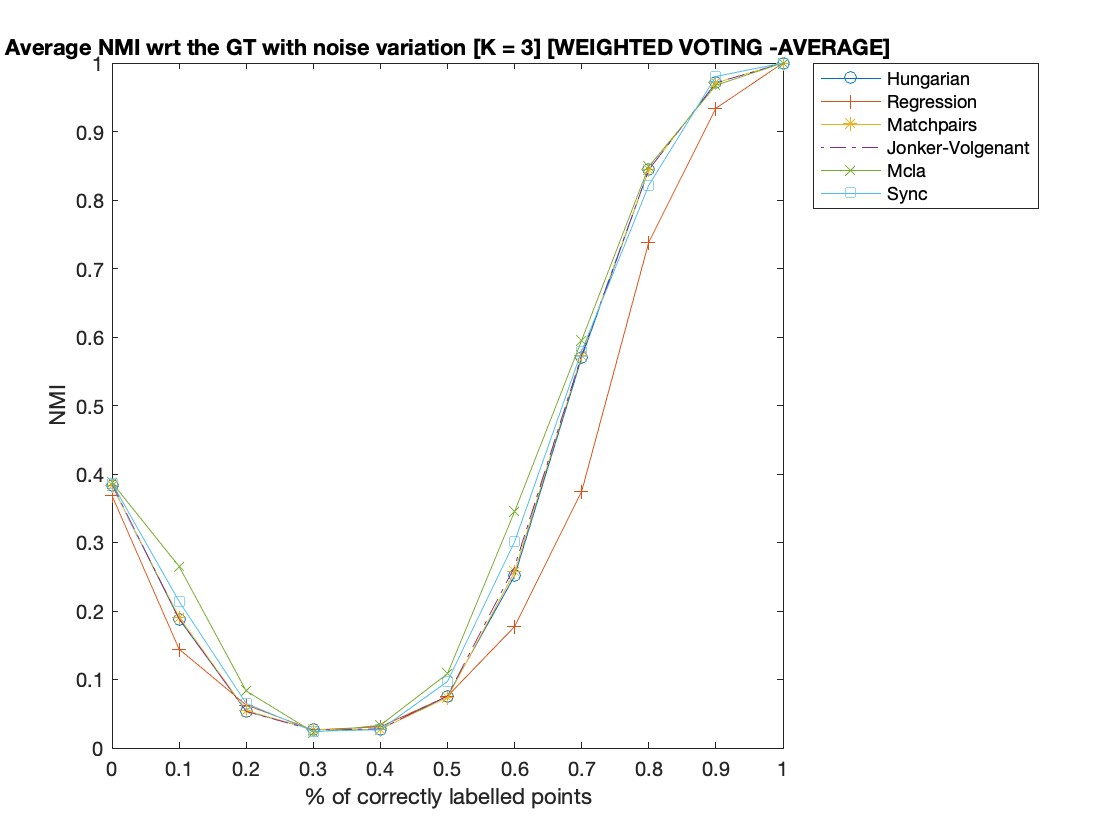 Average NMI wrt the GT with noise variation [K = 3] [WEIGHTED VOTING -AVERAGE]
1
0.9
0.8
0.7
0.6
0.5
0.4
0.3
0.2
0.1
0
NMI
0 0.1 0.2 0.3 0.4 0.5 0.6 0.7 0.8 0.9 1
% of correctly labelled points
Hungarian
Regression
Matchpairs
Jonker-Volgenant
Mcla
Sync